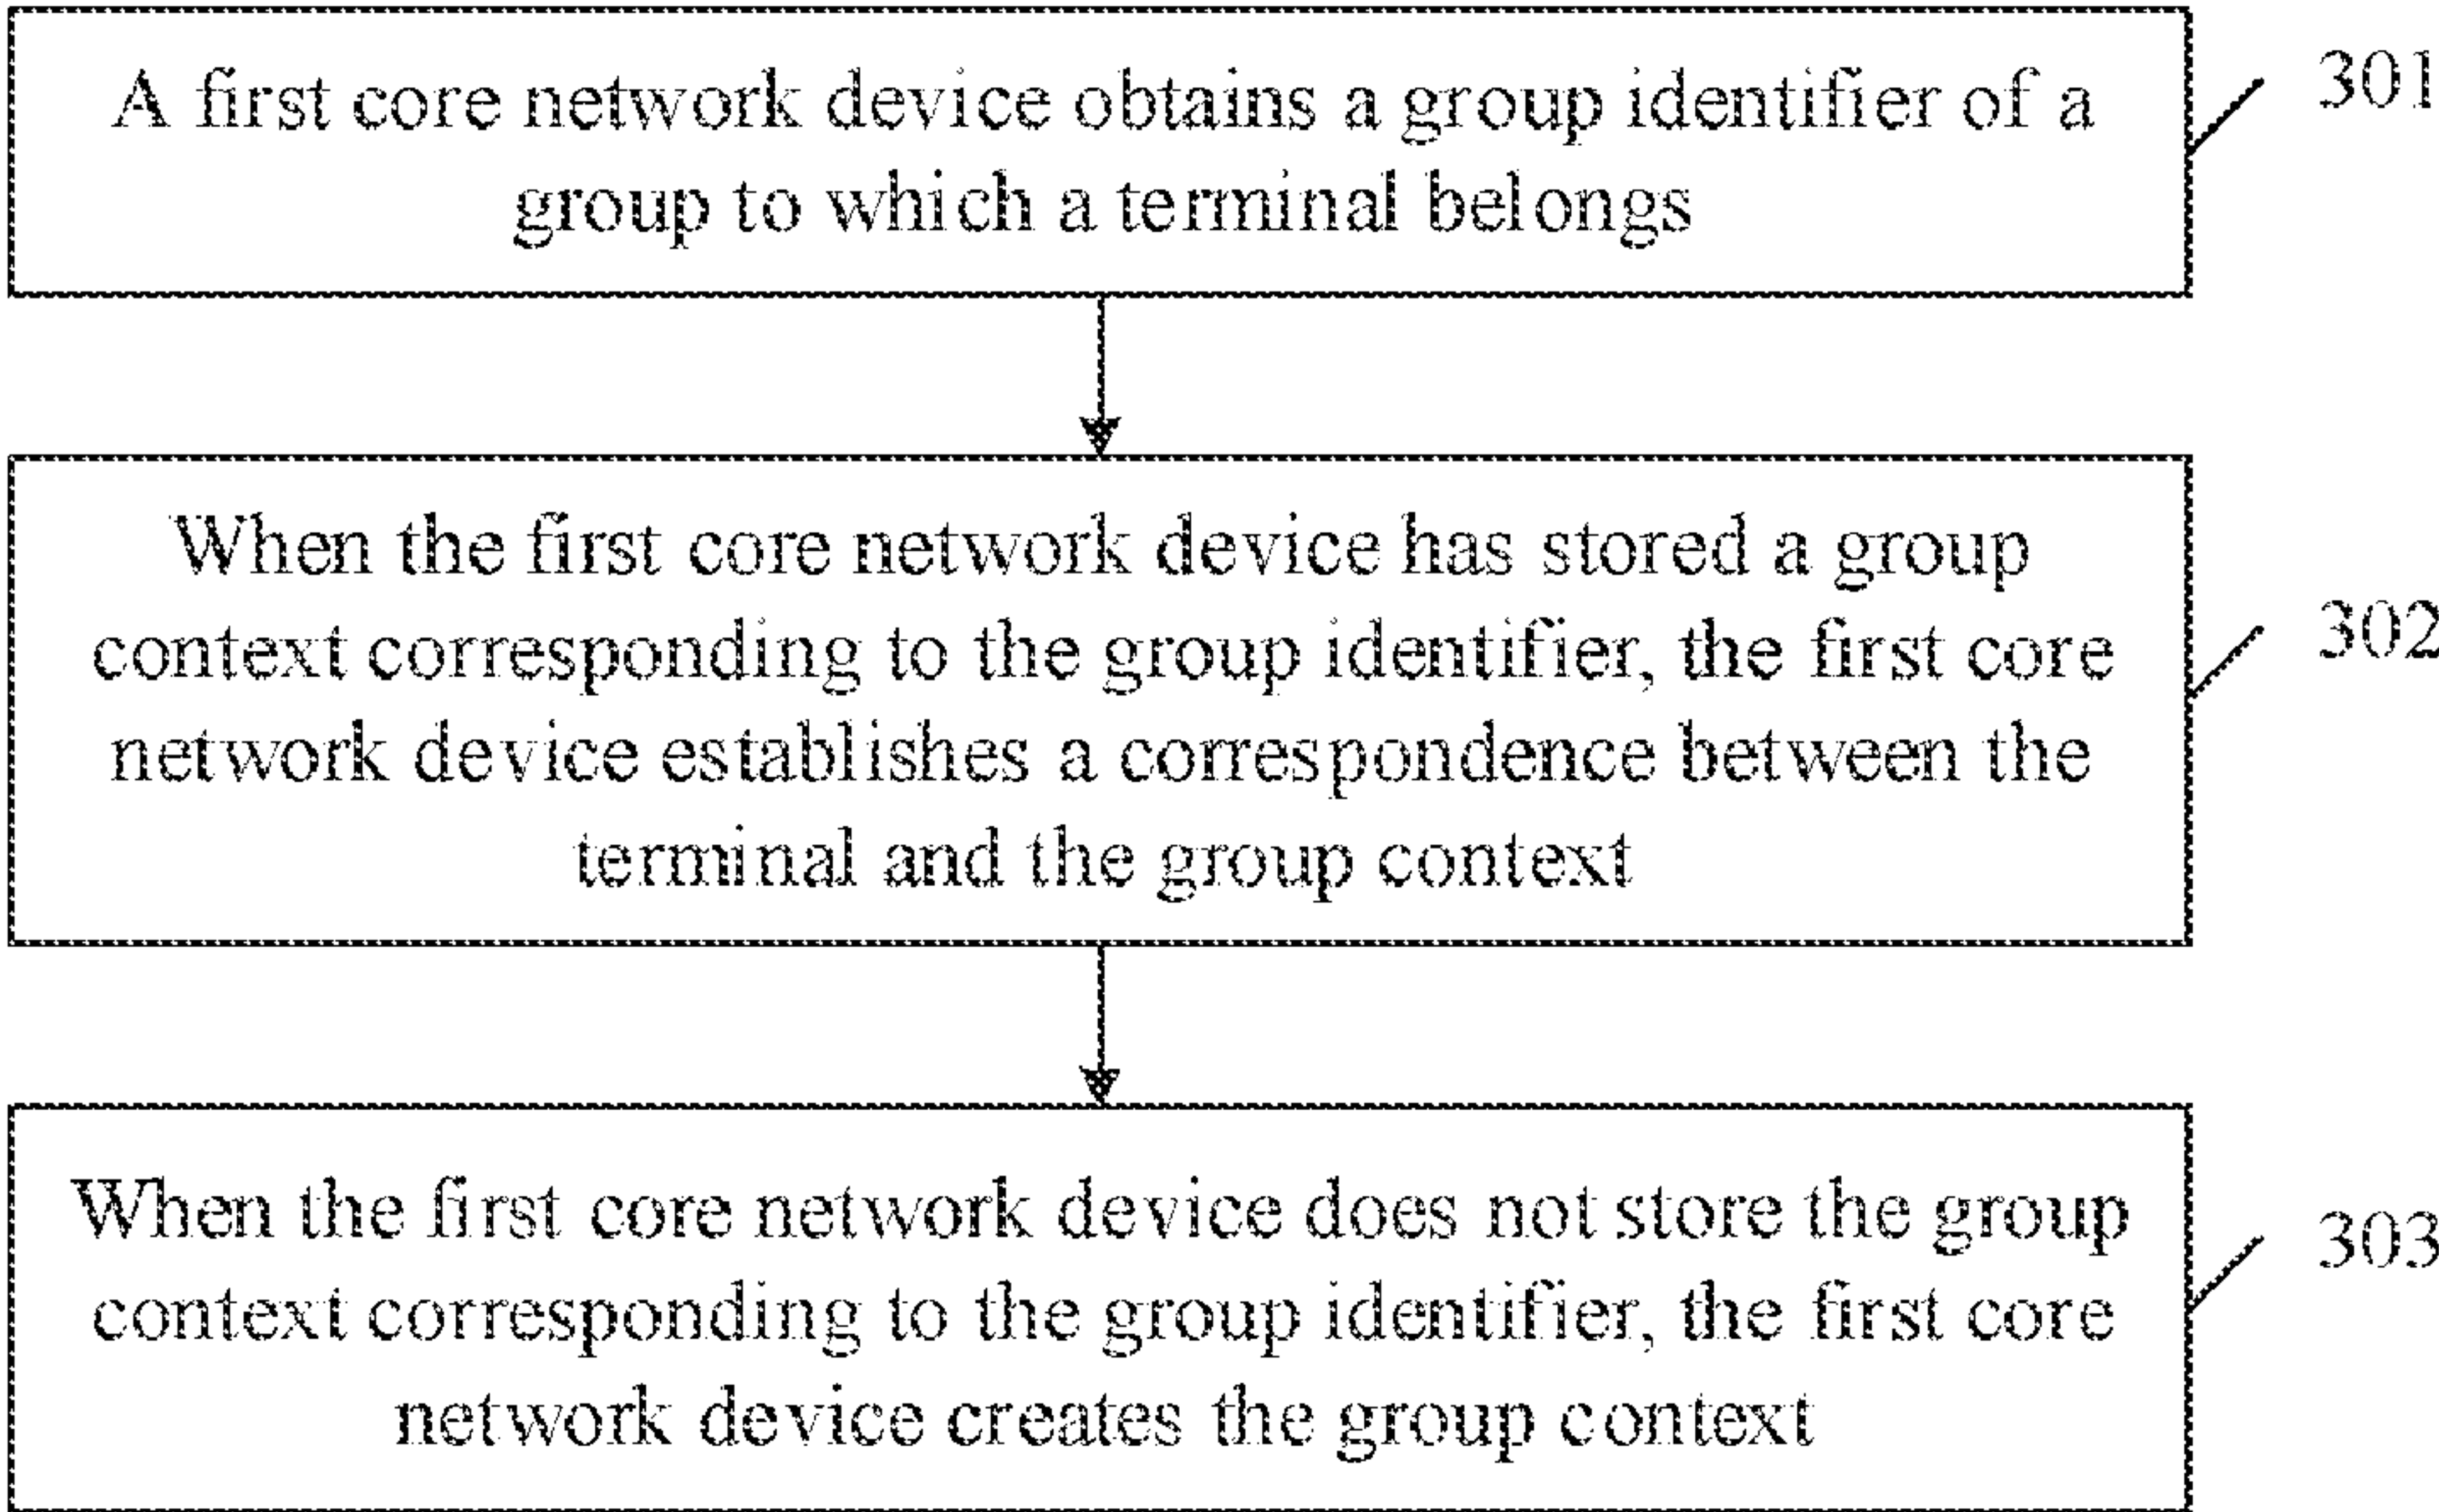 A first core network device obtains a group identifier of a
group to which a terminal belongs
301
When the first core network device has stored a group
context corresponding to the group identifier, the first core
network device establishes a correspondence between the
terminal and the group context
302
When the first core network device does not store the group
context corresponding to the group identifier, the first core
network device creates the group context
303